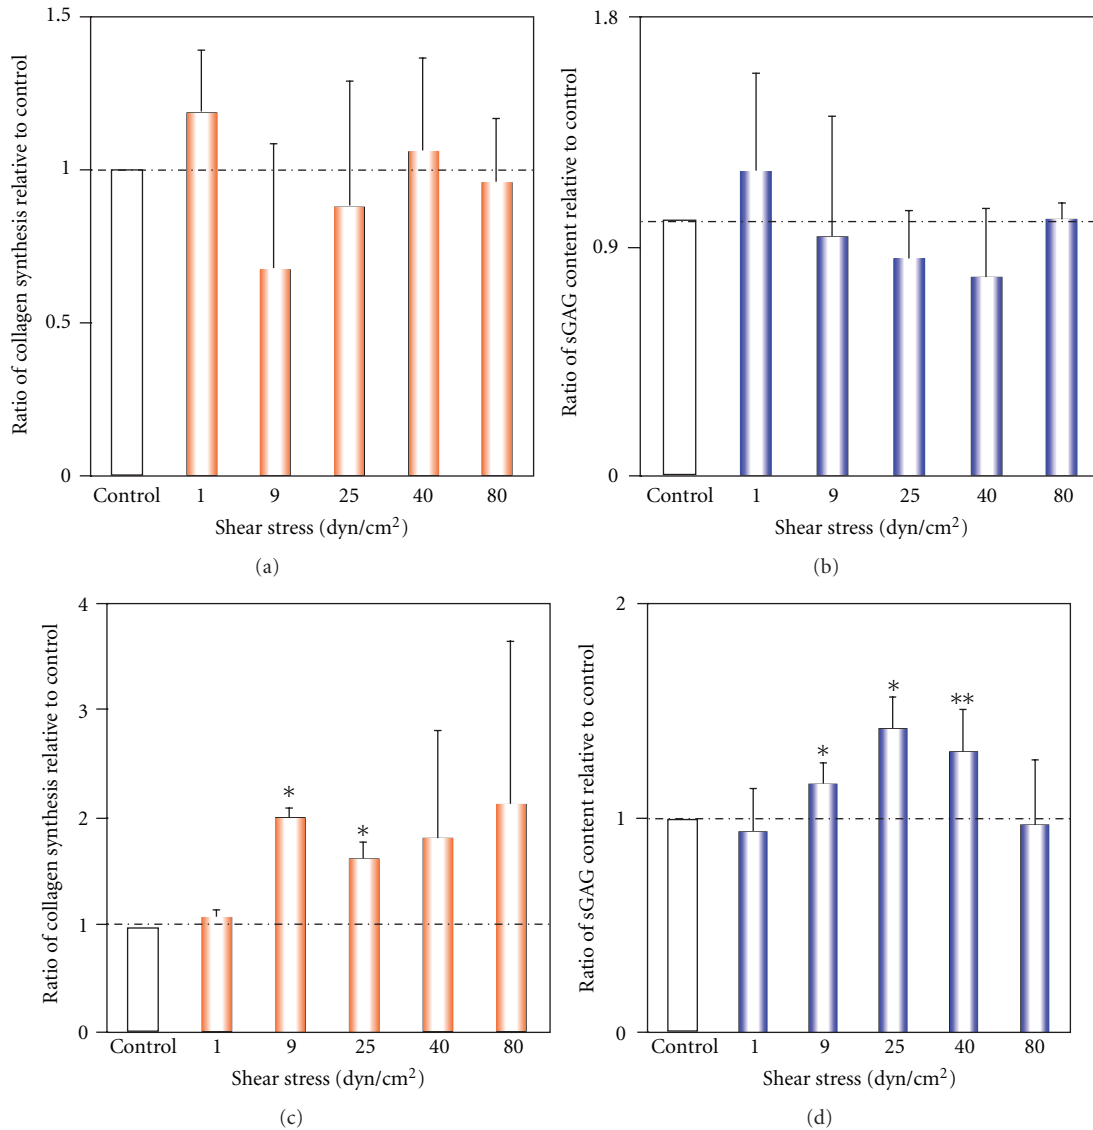 Ratio of collagen synthesis relative to control
1.5
1
0.5
0
Control 1 9 25 40 80
Shear stress (dyn/cm²)
(a)
Ratio of sGAG content relative to control
1.8
0.9
0
Control 1 9 25 40 80
Shear stress (dyn/cm²)
(b)
Ratio of collagen synthesis relative to control
4
3
2
1
0
* *
Control 1 9 25 40 80
Shear stress (dyn/cm²)
(c)
Ratio of sGAG content relative to control
2
1
0
* * **
Control 1 9 25 40 80
Shear stress (dyn/cm²)
(d)